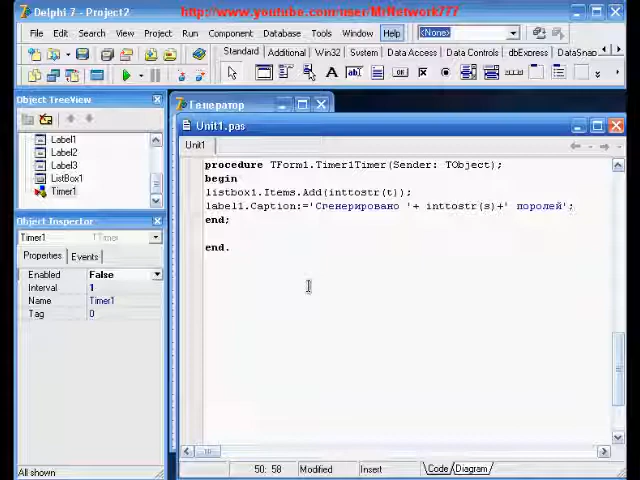 Delphi 7 - Project2
http://www.youtube.com/user/MrNetwork777
File Edit Search View Project Run Component Database Tools Window Help <None>
Standard Additional Win32 System Data Access Data Controls dbExpress DataSnap
Object TreeView
Label1
Label2
Label3
ListBox1
Timer1
Object Inspector
Timer1 TTimer
Properties Events
Enabled False
Interval 1
Name Timer1
Tag 0
All shown
Генератор
Unit1.pas
Unit1
procedure TForm1.Timer1Timer(Sender: TObject);
begin
listbox1.Items.Add(inttostr(t));
label1.Caption:='Сгенерировано '+ inttostr(s)+' поролей';
end;
end.
50: 58 Modified Insert Code Diagram